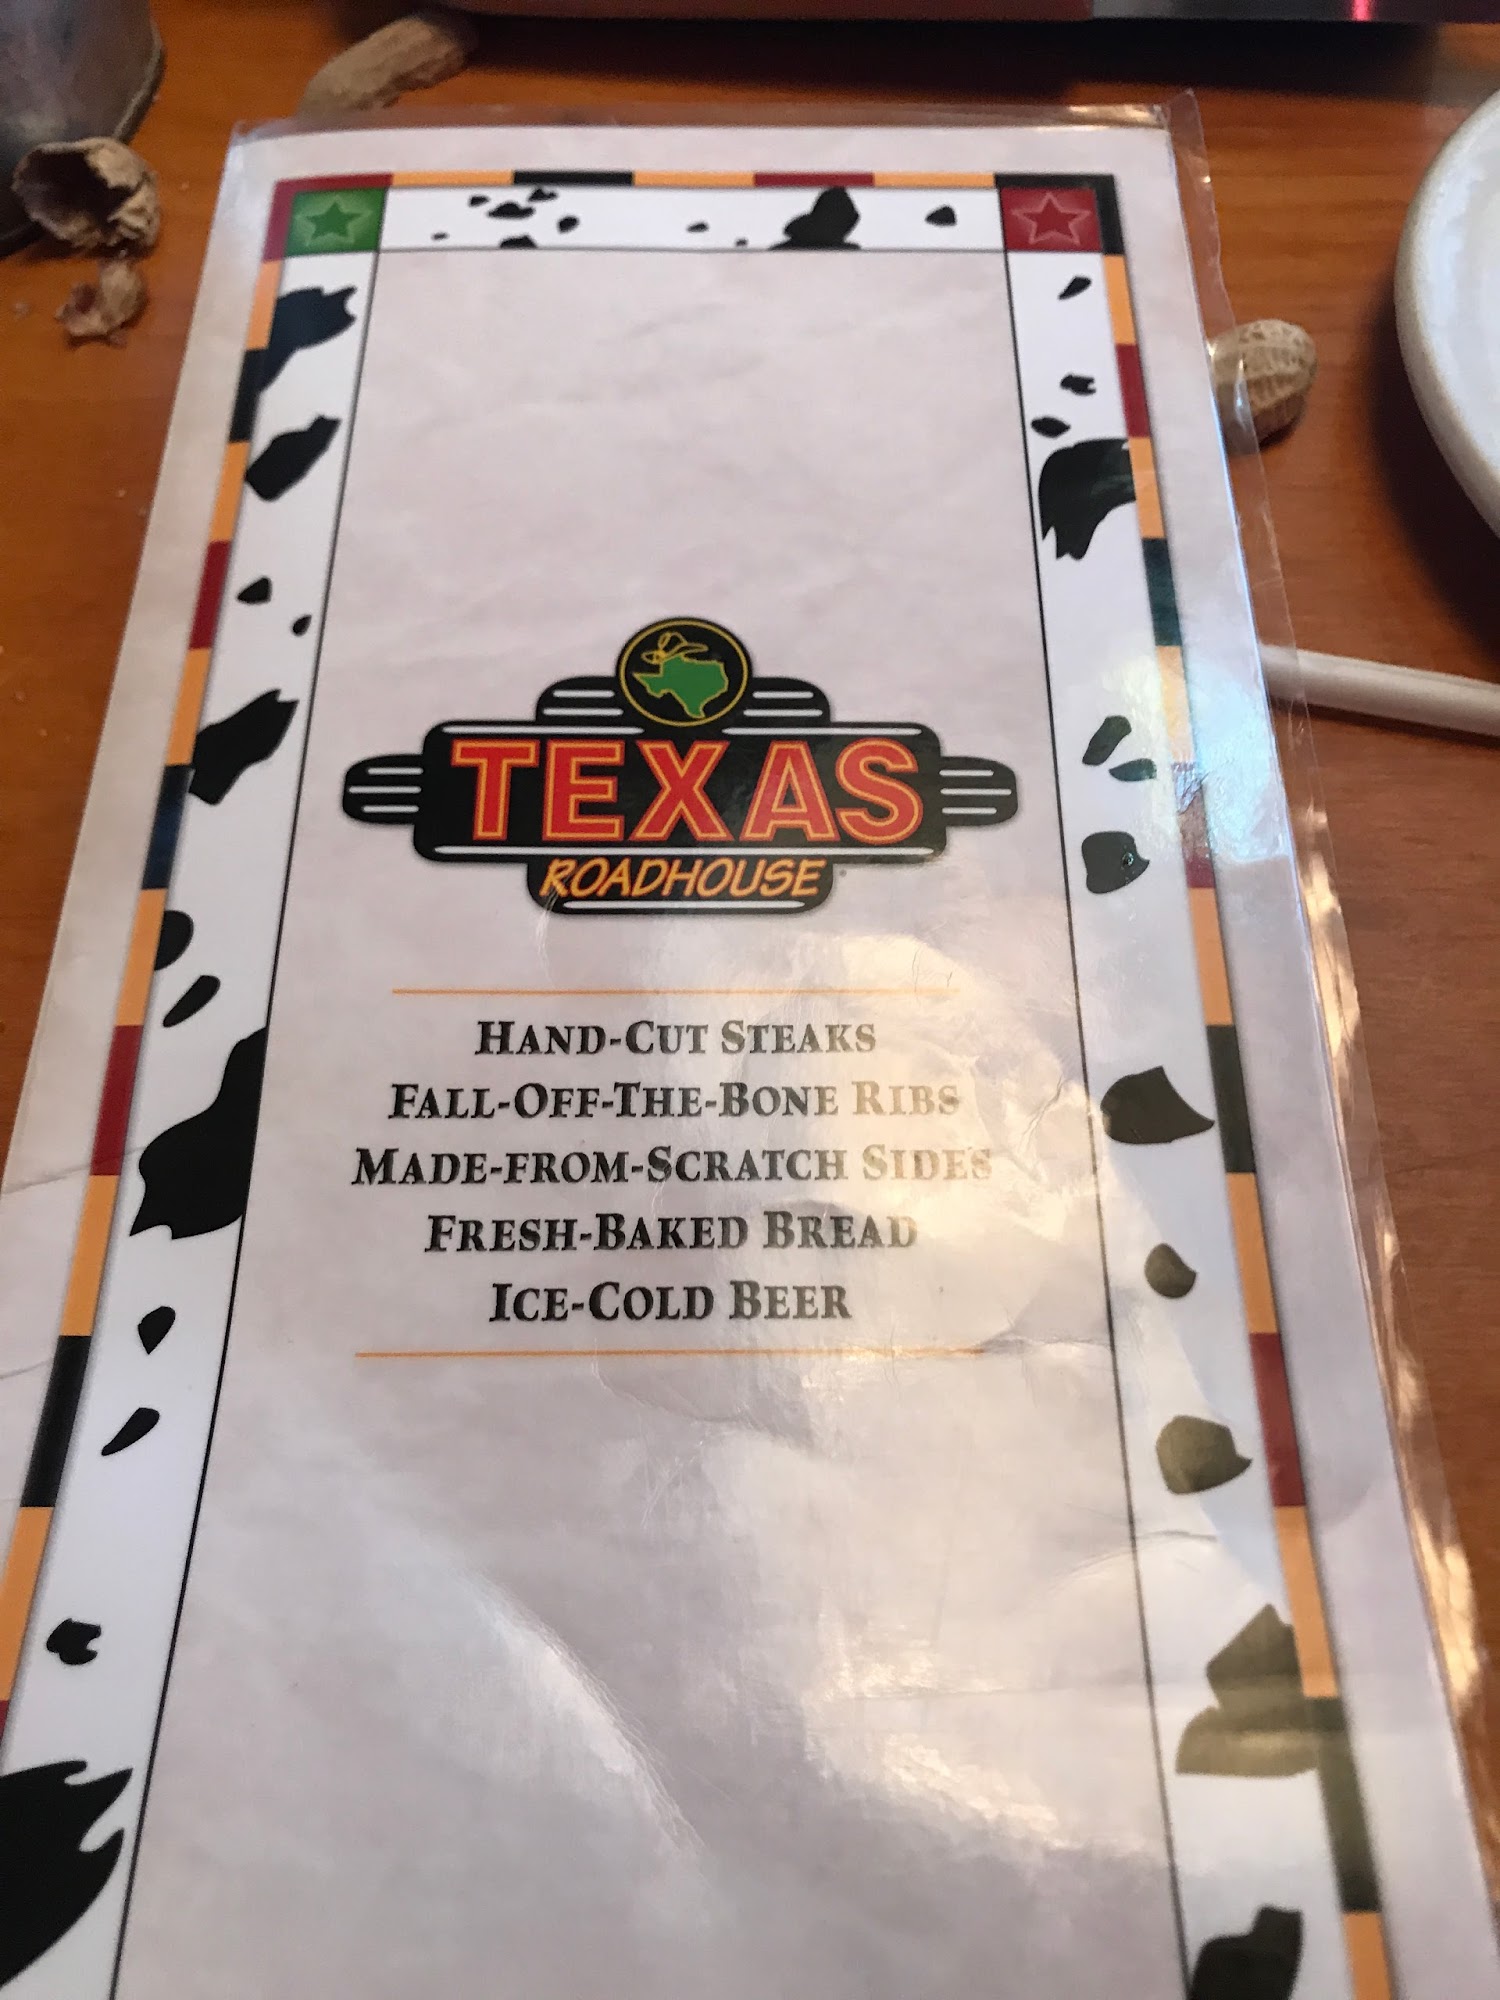 TEXAS
ROADHOUSE
HAND-CUT STEAKS
FALL-OFF-THE-BONE RIBS
MADE-FROM-SCRATCH SIDES
FRESH-BAKED BREAD
ICE-COLD BEER